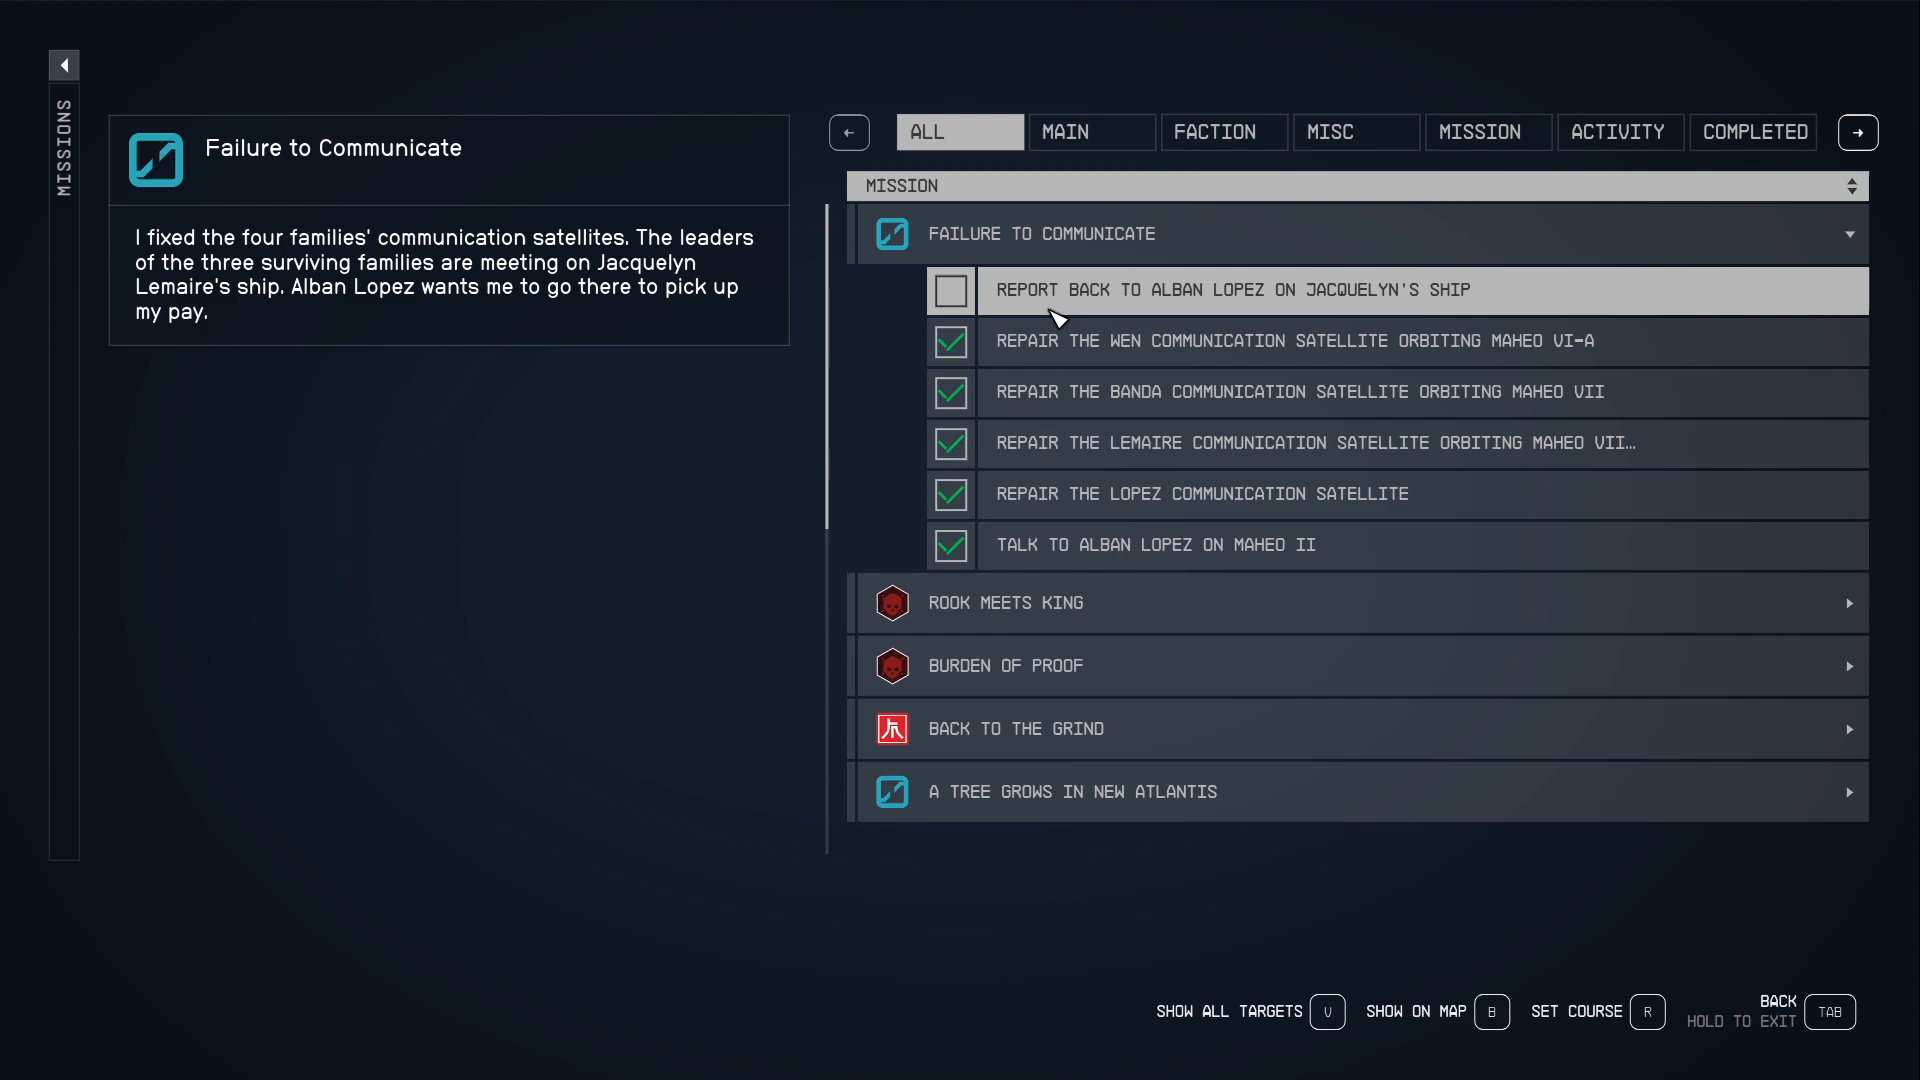 MISSIONS
Failure to Communicate
I fixed the four families' communication satellites. The leaders
of the three surviving families are meeting on Jacquelyn
Lemaire's ship. Alban Lopez wants me to go there to pick up
my pay.
ALL MAIN FACTION MISC MISSION ACTIVITY COMPLETED
MISSION
FAILURE TO COMMUNICATE
REPORT BACK TO ALBAN LOPEZ ON JACQUELYN'S SHIP
REPAIR THE WEN COMMUNICATION SATELLITE ORBITING MAHEO VI-A
REPAIR THE BANDA COMMUNICATION SATELLITE ORBITING MAHEO VII
REPAIR THE LEMAIRE COMMUNICATION SATELLITE ORBITING MAHEO VII...
REPAIR THE LOPEZ COMMUNICATION SATELLITE
TALK TO ALBAN LOPEZ ON MAHEO II
ROOK MEETS KING
BURDEN OF PROOF
BACK TO THE GRIND
A TREE GROWS IN NEW ATLANTIS
SHOW ALL TARGETS V SHOW ON MAP B SET COURSE R BACK TAB
HOLD TO EXIT